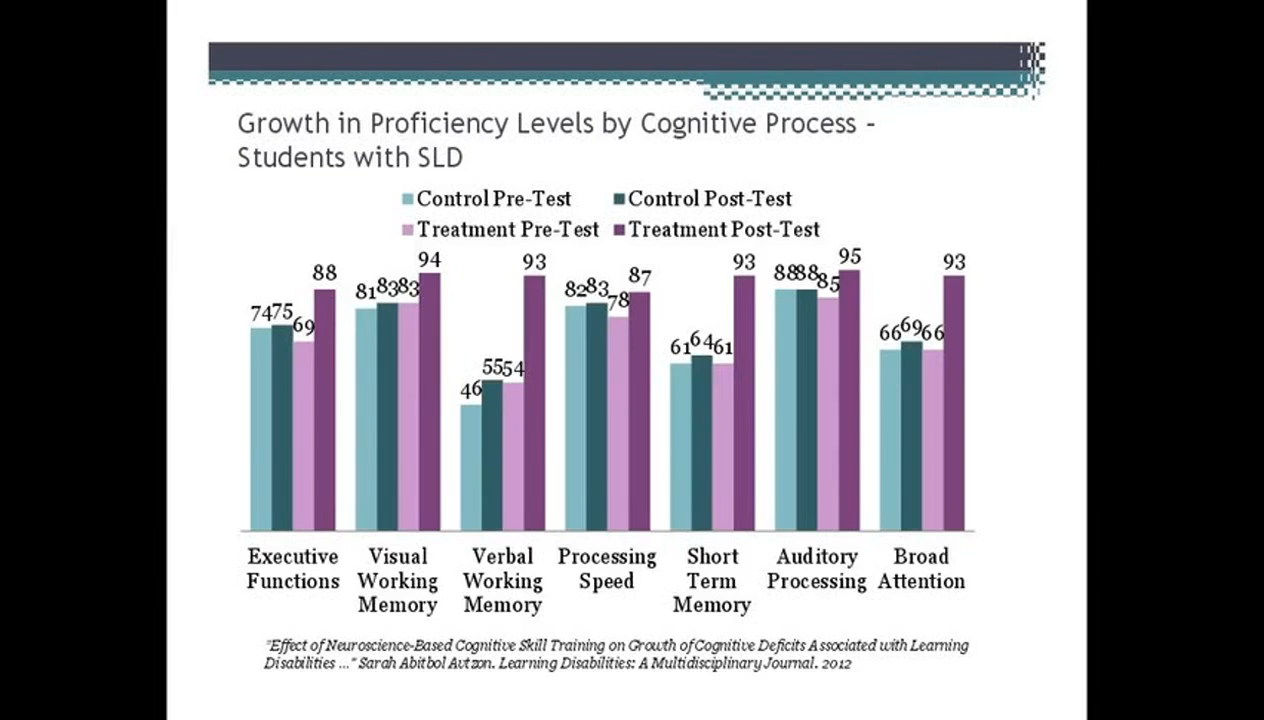 Growth in Proficiency Levels by Cognitive Process -
Students with SLD
Control Pre-Test Control Post-Test
Treatment Pre-Test Treatment Post-Test
74 75 69 88
81 83 83 94
46 55 54 93
82 83 78 87
61 64 61 93
88 88 85 95
66 69 66 93
Executive
Functions
Visual
Working
Memory
Verbal
Working
Memory
Processing
Speed
Short
Term
Memory
Auditory
Processing
Broad
Attention
"Effect of Neuroscience-Based Cognitive Skill Training on Growth of Cognitive Deficits Associated with Learning
Disabilities ..." Sarah Abitbol Avtzon. Learning Disabilities: A Multidisciplinary Journal. 2012